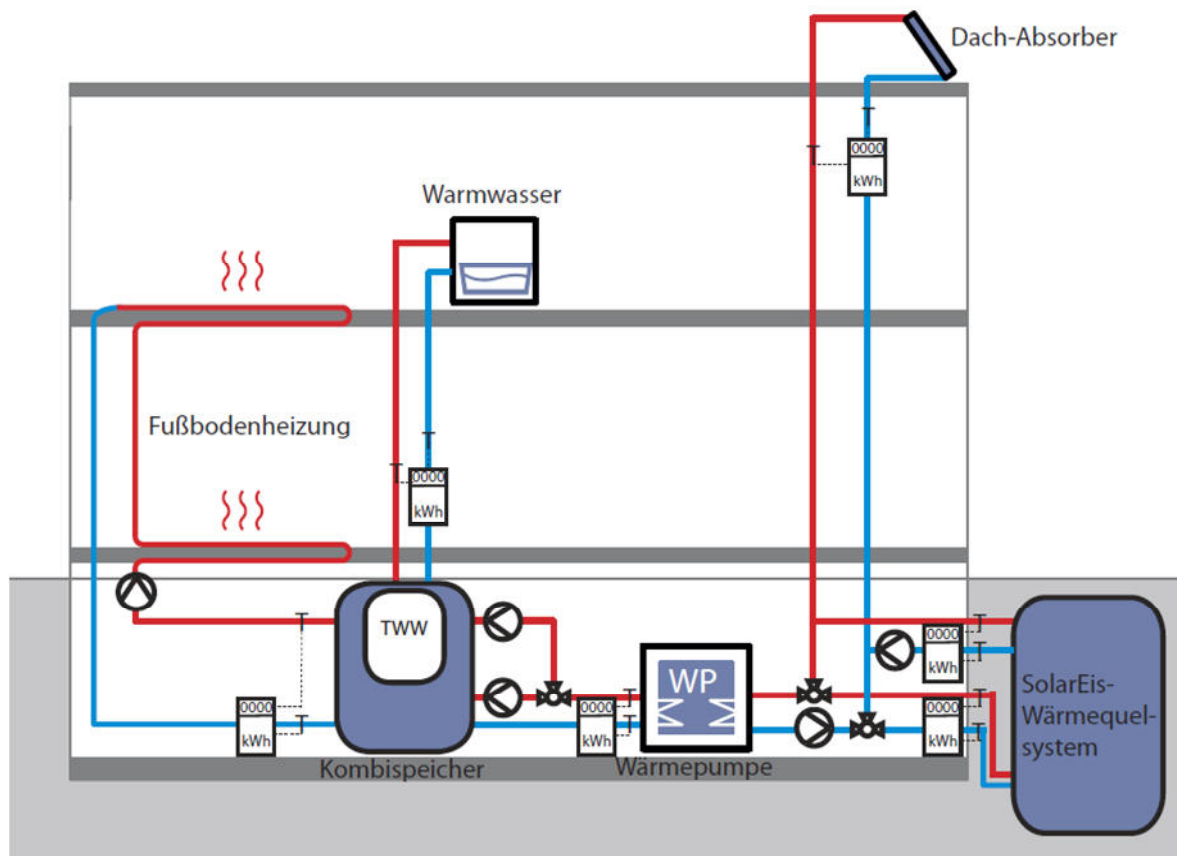 Dach-Absorber
0000
kWh
Warmwasser
Fußbodenheizung
0000
kWh
TWW
0000
kWh
WP
0000
kWh
SolarEis-
Wärmequel-
system
0000
kWh
0000
kWh
0000
kWh
Kombispeicher
Wärmepumpe
T
T
T
T
T
T
T
T
T
T
T
T